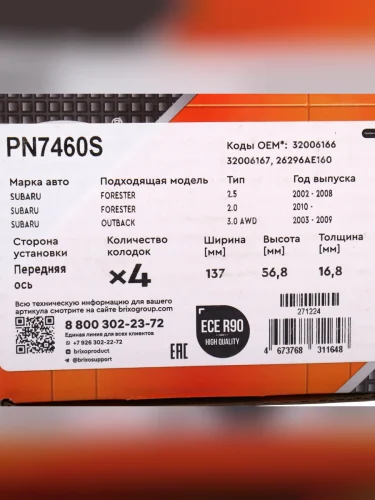 PN7460S
Коды OEM*: 32006166
32006167, 26296AE160
Марка авто Подходящая модель Тип Год выпуска
SUBARU FORESTER 2.5 2002 - 2008
SUBARU FORESTER 2.0 2010 -
SUBARU OUTBACK 3.0 AWD 2003 - 2009
Сторона установки Количество колодок Ширина [мм] Высота [мм] Толщина [мм]
Передняя ось ×4 137 56,8 16,8
Всю техническую информацию для вашего
артикула смотрите на сайте brixogroup.com
8 800 302-23-72
Единая линия для всех клиентов
+7 926 302-22-72
brixoproduct
brixosupport
EAC
ECE R90
HIGH QUALITY
271224
4 673768 311648